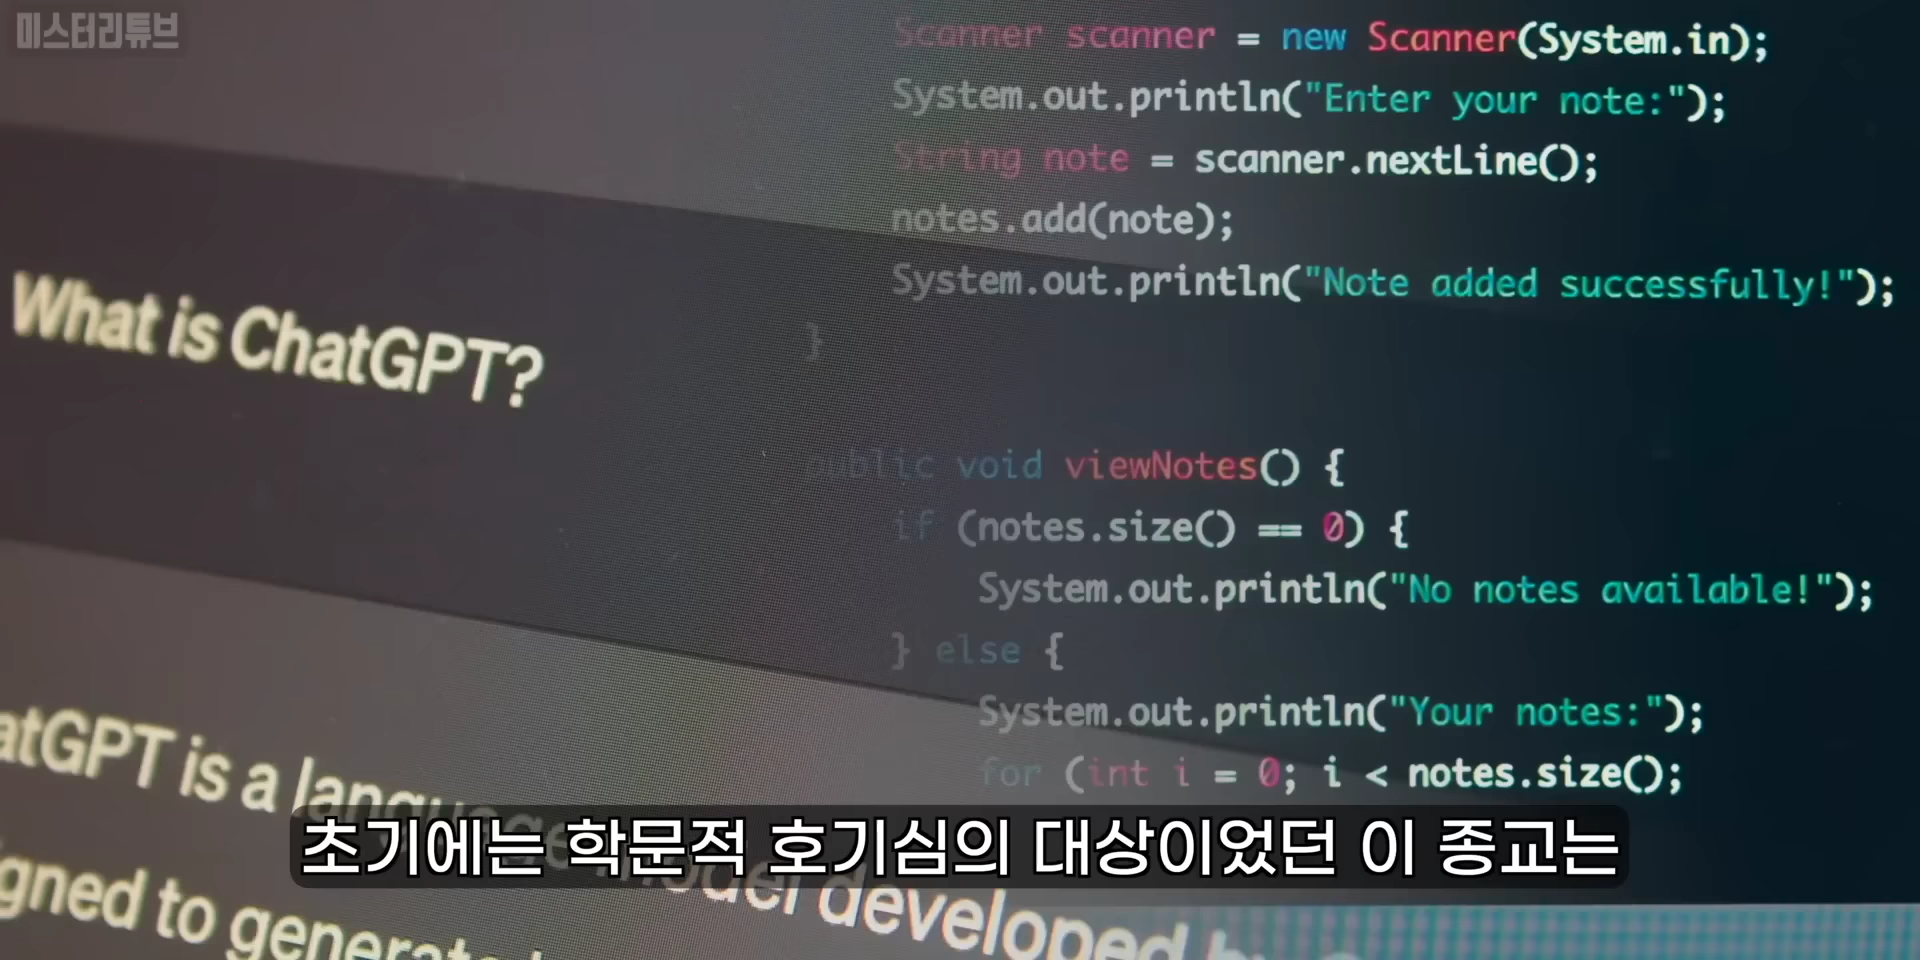 미스터리튜브
Scanner scanner = new Scanner(System.in);
System.out.println("Enter your note:");
String note = scanner.nextLine();
notes.add(note);
System.out.println("Note added successfully!");
}
What is ChatGPT?
public void viewNotes() {
if (notes.size() == 0) {
System.out.println("No notes available!");
} else {
System.out.println("Your notes:");
for (int i = 0; i < notes.size();
atGPT is a language model developed by
gned to generate
초기에는 학문적 호기심의 대상이었던 이 종교는